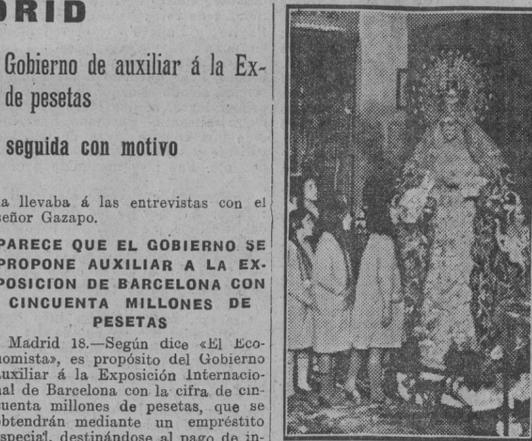 DRID
Gobierno de auxiliar á la Ex-
de pesetas
seguida con motivo
a llevaba á las entrevistas con el
señor Gazapo.
PARECE QUE EL GOBIERNO SE
PROPONE AUXILIAR A LA EX-
POSICION DE BARCELONA CON
CINCUENTA MILLONES DE
PESETAS
Madrid 18.—Según dice «El Eco-
nomista», es propósito del Gobierno
auxiliar á la Exposición Internacio-
nal de Barcelona con la cifra de cin-
cuenta millones de pesetas, que se
obtendrán mediante un empréstito
especial, destinándose al pago de in-